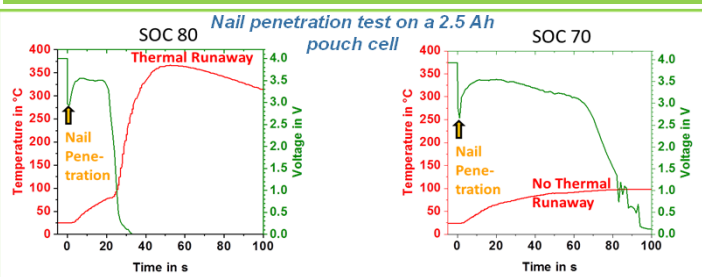 Nail penetration test on a 2.5 Ah
pouch cell
SOC 80
400
350
300
250
200
150
100
50
0
Temperature in °C
Thermal Runaway
Nail
Pene-
tration
4.0
3.5
3.0
2.5
2.0
1.5
1.0
0.5
0.0
Voltage in V
0 20 40 60 80 100
Time in s
SOC 70
400
350
300
250
200
150
100
50
0
Temperature in °C
Nail
Pene-
tration
No Thermal
Runaway
4.0
3.5
3.0
2.5
2.0
1.5
1.0
0.5
0.0
Voltage in V
0 20 40 60 80 100
Time in s